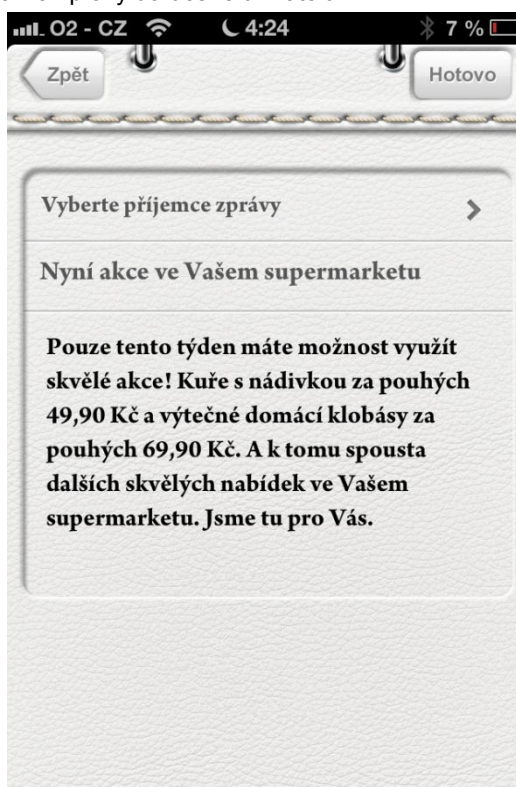 O2 - CZ 4:24 7 %
Zpět Hotovo
Vyberte příjemce zprávy
Nyní akce ve Vašem supermarketu
Pouze tento týden máte možnost využít
skvělé akce! Kuře s nádivkou za pouhých
49,90 Kč a výtečné domácí klobásy za
pouhých 69,90 Kč. A k tomu spousta
dalších skvělých nabídek ve Vašem
supermarketu. Jsme tu pro Vás.